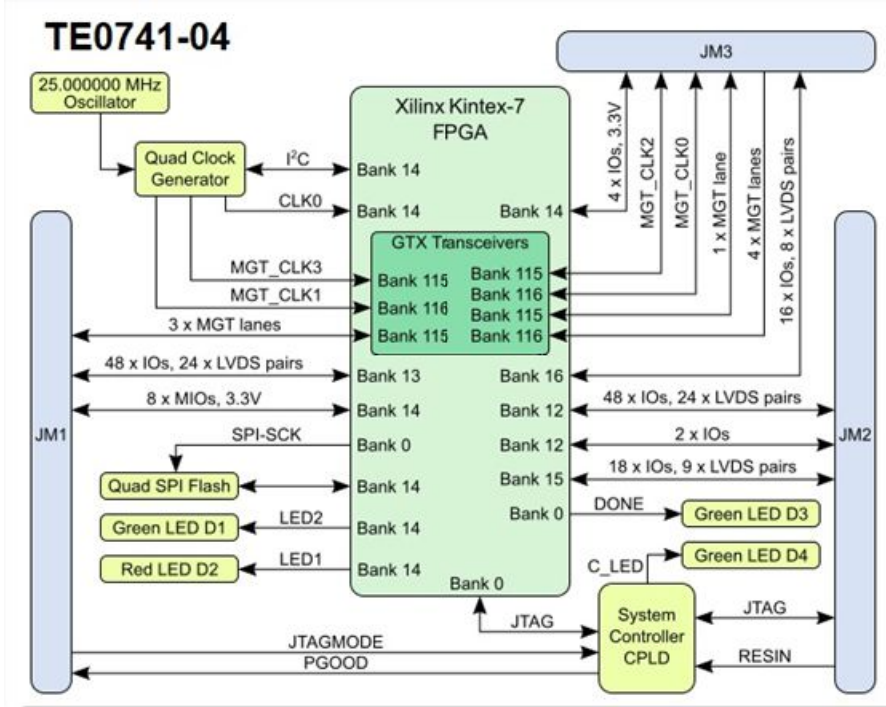 TE0741-04
JM3
25.000000 MHz
Oscillator
Xilinx Kintex-7
FPGA
Quad Clock
Generator
I²C
Bank 14
CLK0
Bank 14
Bank 14
4 x IOs, 3.3V
MGT_CLK2
MGT_CLK0
1 x MGT lane
4 x MGT lanes
16 x IOs, 8 x LVDS pairs
GTX Transceivers
MGT_CLK3
Bank 115
Bank 115
MGT_CLK1
Bank 116
Bank 116
Bank 115
3 x MGT lanes
Bank 115
Bank 116
48 x IOs, 24 x LVDS pairs
Bank 13
Bank 16
8 x MIOs, 3.3V
Bank 14
Bank 12
48 x IOs, 24 x LVDS pairs
JM1
SPI-SCK
Bank 0
Bank 12
2 x IOs
JM2
Quad SPI Flash
Bank 14
Bank 15
18 x IOs, 9 x LVDS pairs
Green LED D1
LED2
Bank 14
Bank 0
DONE
Green LED D3
Red LED D2
LED1
Bank 14
C_LED
Green LED D4
Bank 0
JTAG
System
Controller
CPLD
JTAG
JTAGMODE
PGOOD
RESIN